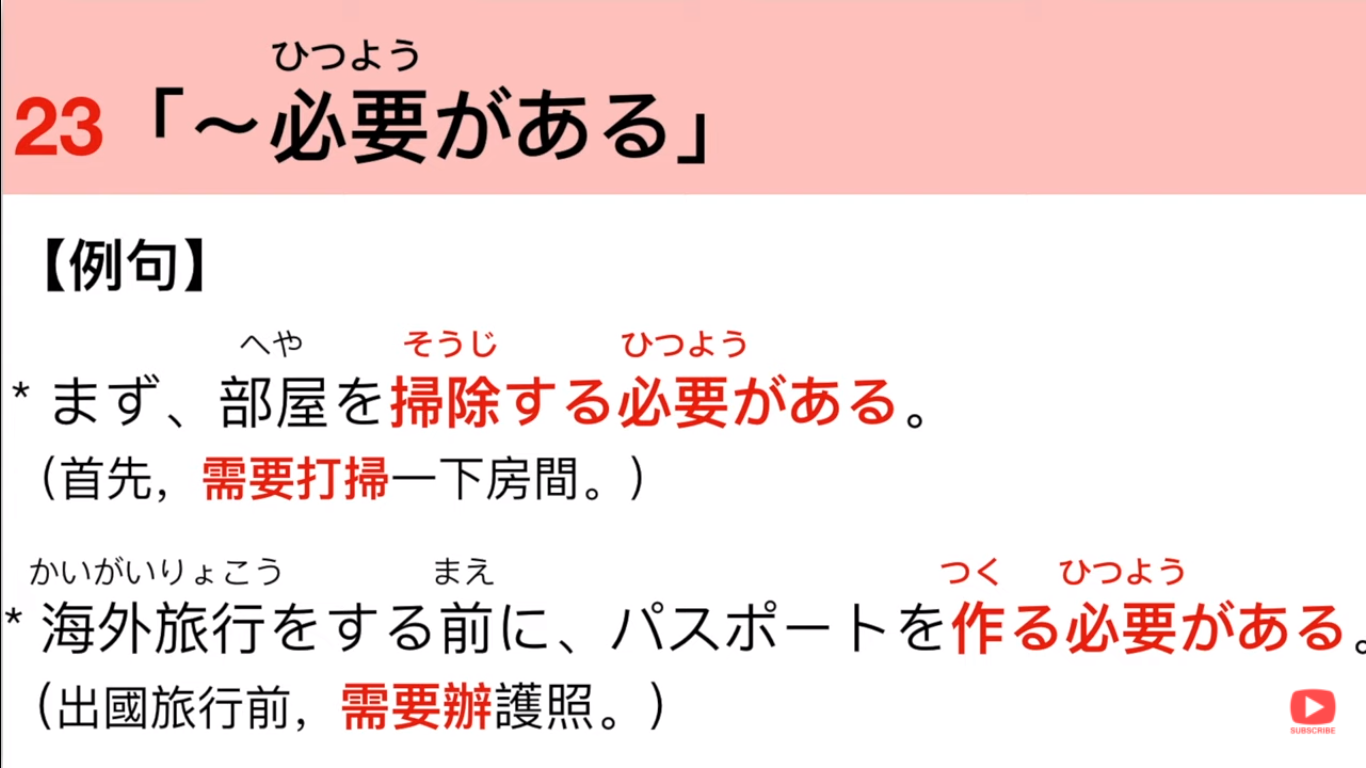 ひつよう
23「～必要がある」
【例句】
へや そうじ ひつよう
* まず、部屋を掃除する必要がある。
（首先，需要打掃一下房間。）
かいがいりょこう まえ つく ひつよう
* 海外旅行をする前に、パスポートを作る必要がある。
（出國旅行前，需要辦護照。）
SUBSCRIBE